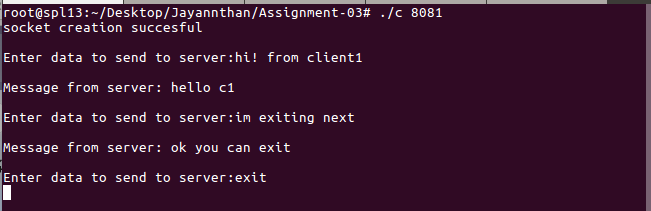 root@spl13:~/Desktop/Jayannthan/Assignment-03# ./c 8081
socket creation succesful
Enter data to send to server:hi! from client1
Message from server: hello c1
Enter data to send to server:im exiting next
Message from server: ok you can exit
Enter data to send to server:exit